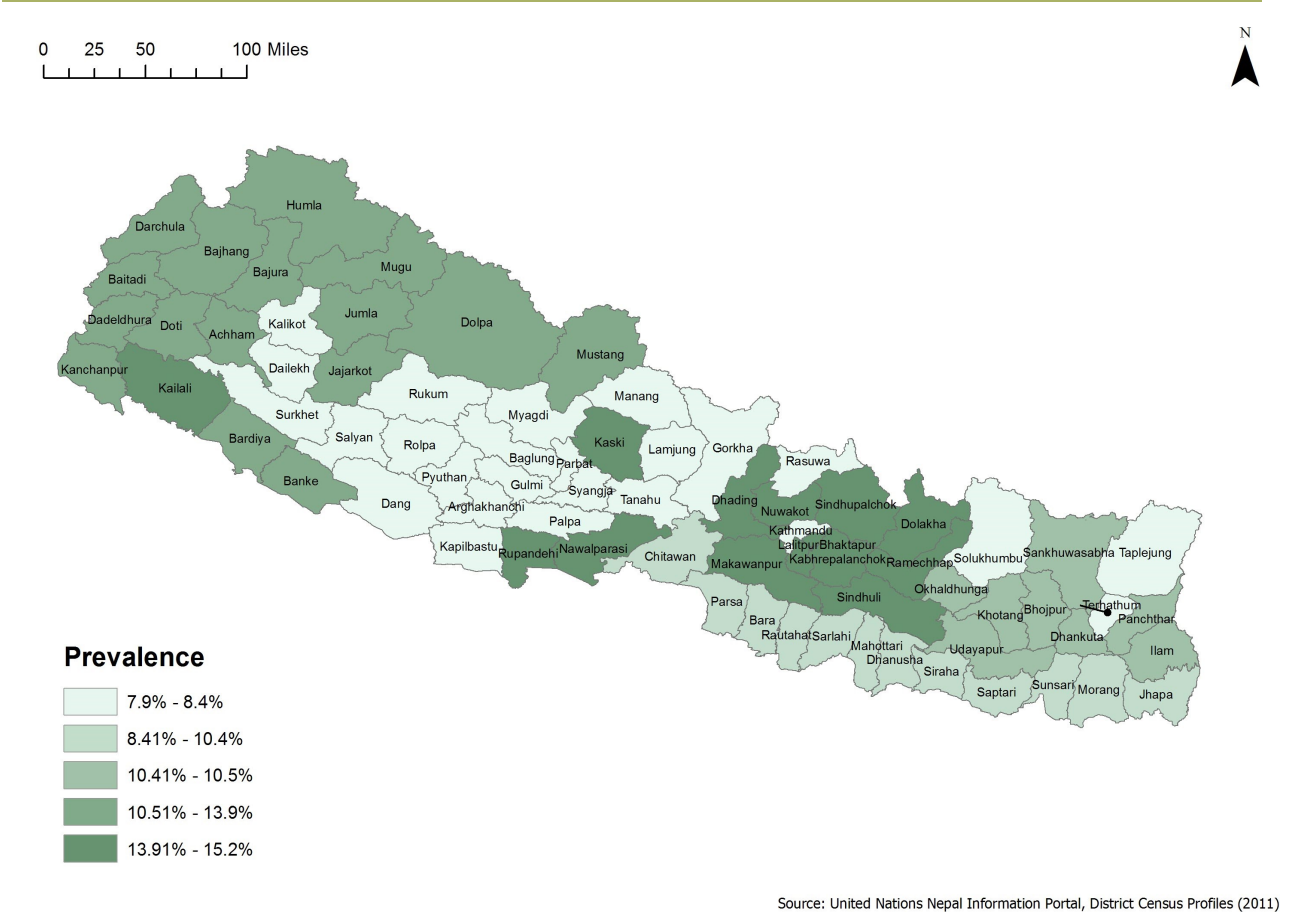 0 25 50 100 Miles
N
Humla
Darchula
Bajhang
Mugu
Bajura
Baitadi
Jumla
Dadeldhura
Doti
Kalikot
Dolpa
Achham
Mustang
Kanchanpur
Dailekh
Jajarkot
Kailali
Rukum
Manang
Surkhet
Myagdi
Bardiya
Salyan
Rolpa
Kaski
Lamjung
Gorkha
Baglung
Parbat
Rasuwa
Banke
Pyuthan
Gulmi
Syangja
Tanahu
Dhading
Dang
Arghakhanchi
Nuwakot
Sindhupalchok
Palpa
Dolakha
Kathmandu
Kapilbastu
Rupandehi
Nawalparasi
Chitawan
Lalitpur
Bhaktapur
Makawanpur
Kabhrepalanchok
Ramechhap
Solukhumbu
Sankhuwasabha
Taplejung
Okhaldhunga
Parsa
Sindhuli
Khotang
Bhojpur
Terhathum
Panchthar
Bara
Rautahat
Sarlahi
Mahottari
Dhanusha
Udayapur
Dhankuta
Ilam
Siraha
Saptari
Sunsari
Morang
Jhapa
Prevalence
7.9% - 8.4%
8.41% - 10.4%
10.41% - 10.5%
10.51% - 13.9%
13.91% - 15.2%
Source: United Nations Nepal Information Portal, District Census Profiles (2011)